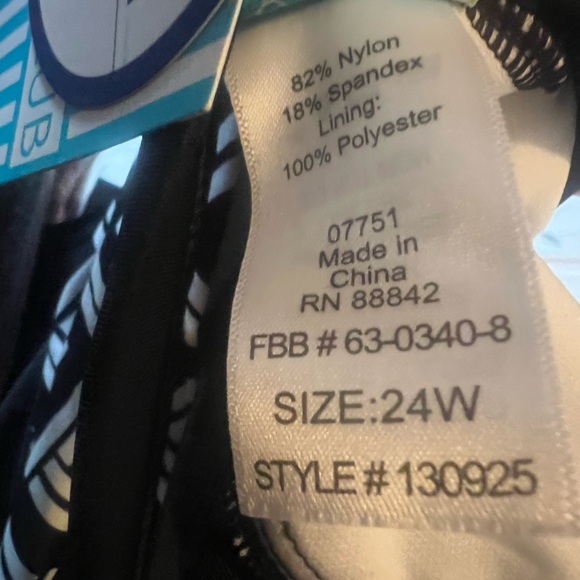 UB
82% Nylon
18% Spandex
Lining:
100% Polyester
07751
Made in
China
RN 88842
FBB # 63-0340-8
SIZE:24W
STYLE # 130925